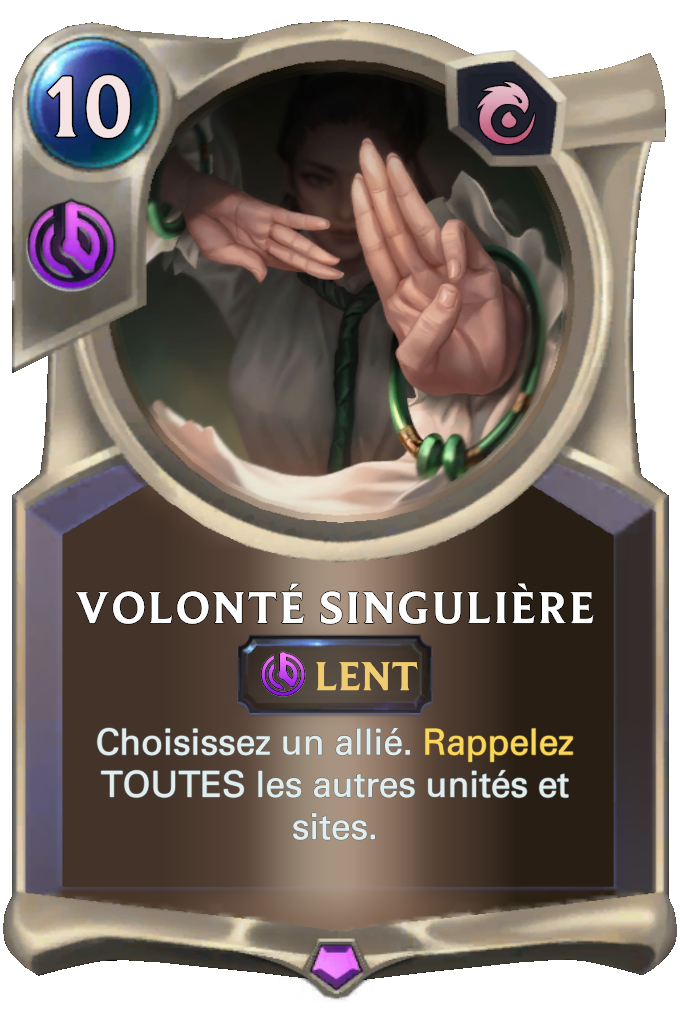 10
VOLONTÉ SINGULIÈRE
LENT
Choisissez un allié. Rappelez
TOUTES les autres unités et
sites.